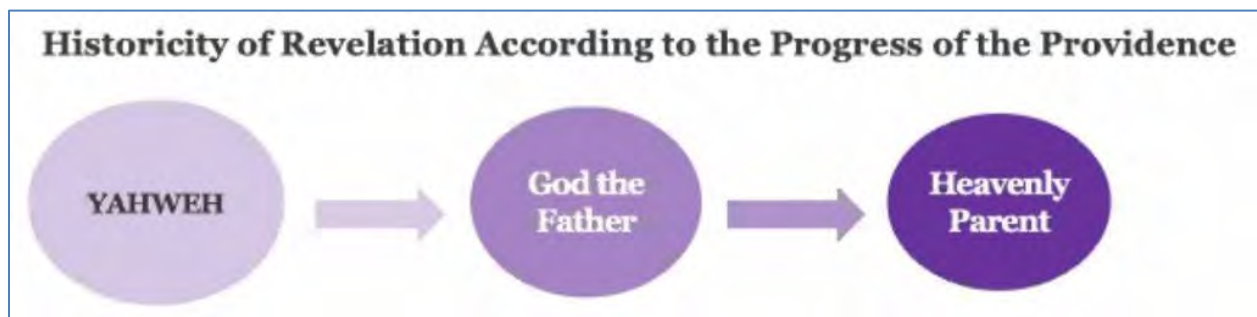 Historicity of Revelation According to the Progress of the Providence
YAHWEH
God the
Father
Heavenly
Parent